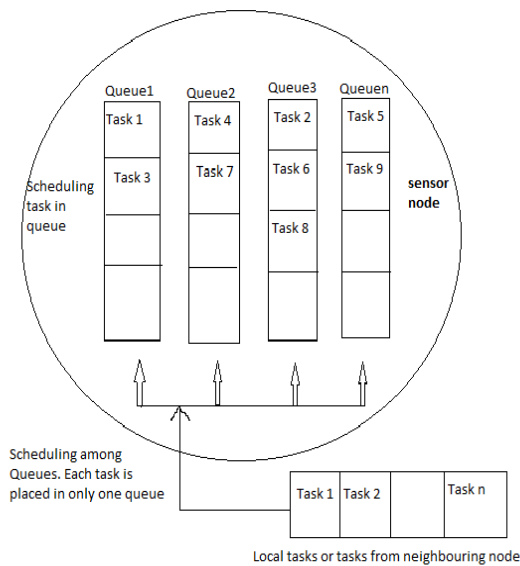 Queue1 Queue2 Queue3 Queuen
Task 1 Task 4 Task 2 Task 5
Task 3 Task 7 Task 6 Task 9
Task 8
Scheduling
task in
queue
sensor
node
Scheduling among
Queues. Each task is
placed in only one queue
Task 1 Task 2 Task n
Local tasks or tasks from neighbouring node